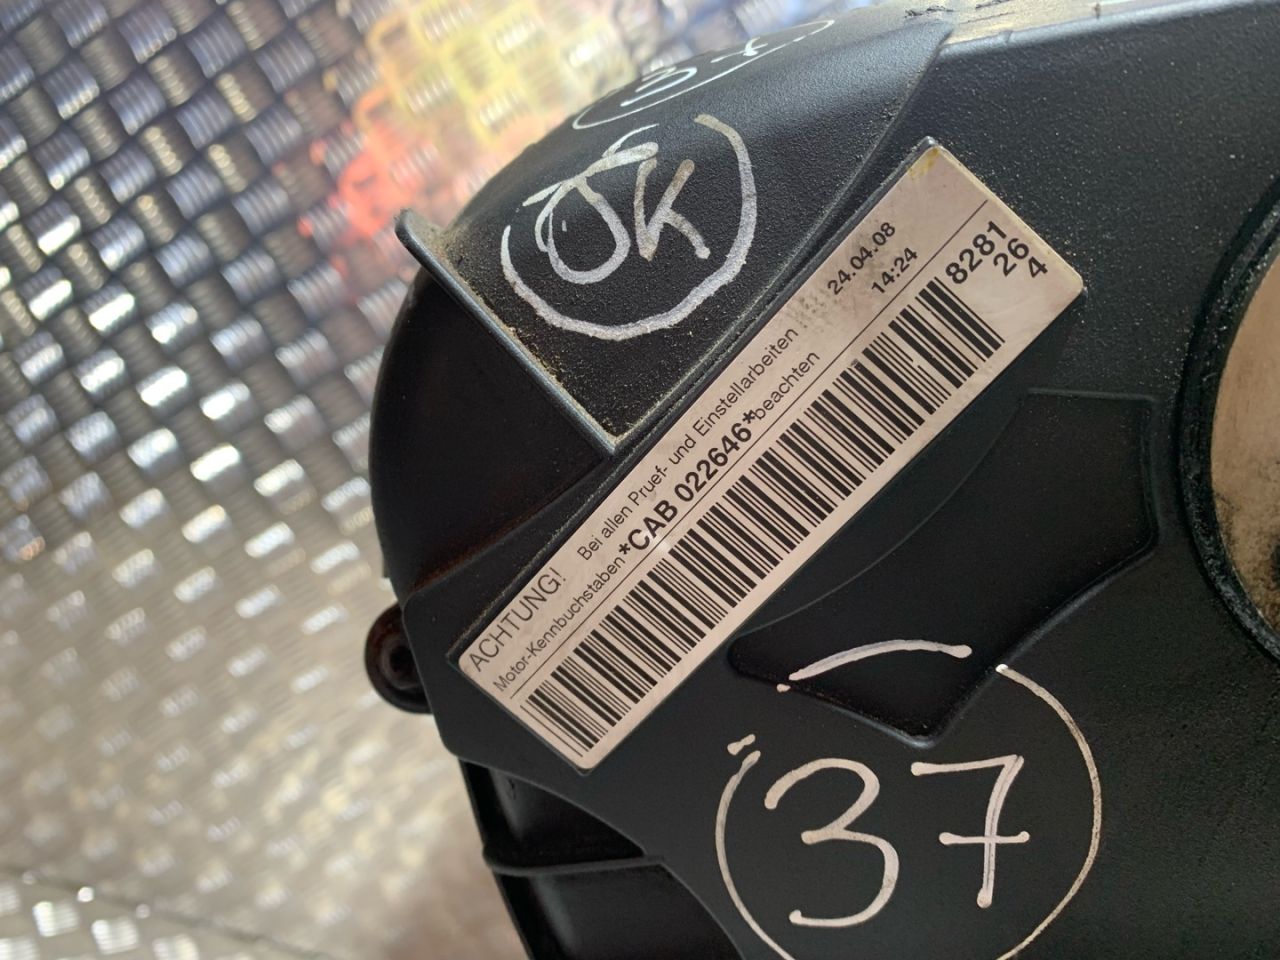 37
OK
ACHTUNG! Bei allen Pruef- und Einstellarbeiten 24.04.08
Motor-Kennbuchstaben *CAB 022646* beachten 14:24
8281
26
4
37